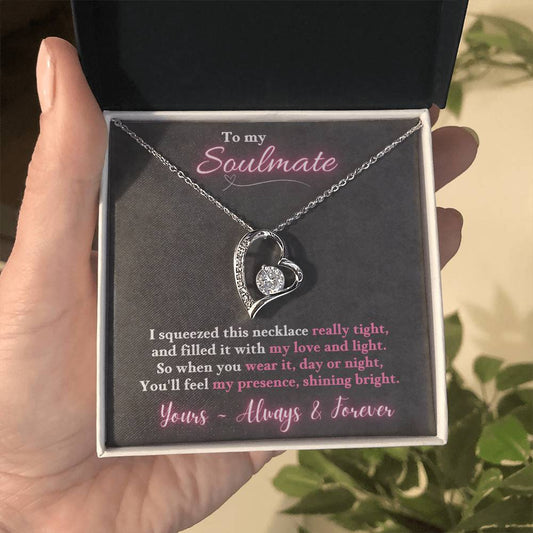 To my
Soulmate
I squeezed this necklace really tight,
and filled it with my love and light.
So when you wear it, day or night,
You'll feel my presence, shining bright.
Yours ~ Always & Forever